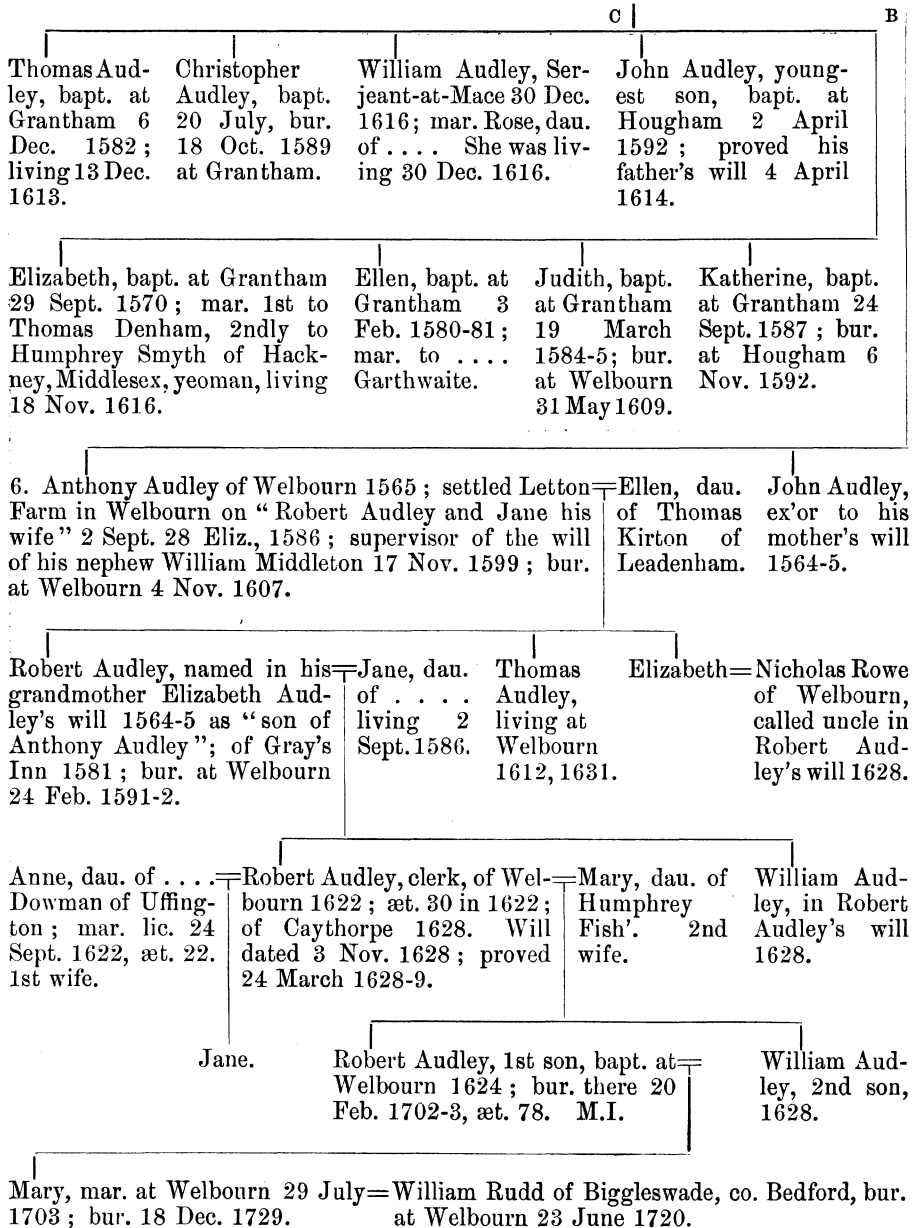 C B
Thomas Aud-
ley, bapt. at
Grantham 6
Dec. 1582 ;
living 13 Dec.
1613.
Christopher
Audley, bapt.
20 July, bur.
18 Oct. 1589
at Grantham.
William Audley, Ser-
jeant-at-Mace 30 Dec.
1616; mar. Rose, dau.
of . . . . She was liv-
ing 30 Dec. 1616.
John Audley, young-
est son, bapt. at
Hougham 2 April
1592 ; proved his
father's will 4 April
1614.
Elizabeth, bapt. at Grantham
29 Sept. 1570 ; mar. 1st to
Thomas Denham, 2ndly to
Humphrey Smyth of Hack-
ney, Middlesex, yeoman, living
18 Nov. 1616.
Ellen, bapt. at
Grantham 3
Feb. 1580-81 ;
mar. to . . . .
Garthwaite.
Judith, bapt.
at Grantham
19 March
1584-5; bur.
at Welbourn
31 May 1609.
Katherine, bapt.
at Grantham 24
Sept. 1587 ; bur.
at Hougham 6
Nov. 1592.
6. Anthony Audley of Welbourn 1565 ; settled Letton
Farm in Welbourn on “ Robert Audley and Jane his
wife ” 2 Sept. 28 Eliz., 1586 ; supervisor of the will
of his nephew William Middleton 17 Nov. 1599 ; bur.
at Welbourn 4 Nov. 1607.
Ellen, dau.
of Thomas
Kirton of
Leadenham.
John Audley,
ex'or to his
mother's will
1564-5.
Robert Audley, named in his
grandmother Elizabeth Aud-
ley's will 1564-5 as “ son of
Anthony Audley ”; of Gray's
Inn 1581 ; bur. at Welbourn
24 Feb. 1591-2.
Jane, dau.
of . . . .
living 2
Sept. 1586.
Thomas
Audley,
living at
Welbourn
1612, 1631.
Elizabeth=Nicholas Rowe
of Welbourn,
called uncle in
Robert Aud-
ley's will 1628.
Anne, dau. of . . . .
Dowman of Uffing-
ton ; mar. lic. 24
Sept. 1622, æt. 22.
1st wife.
Robert Audley, clerk, of Wel-
bourn 1622 ; æt. 30 in 1622 ;
of Caythorpe 1628. Will
dated 3 Nov. 1628 ; proved
24 March 1628-9.
Mary, dau. of
Humphrey
Fish'. 2nd
wife.
William Aud-
ley, in Robert
Audley's will
1628.
Jane.
Robert Audley, 1st son, bapt. at
Welbourn 1624 ; bur. there 20
Feb. 1702-3, æt. 78. M.I.
William Aud-
ley, 2nd son,
1628.
Mary, mar. at Welbourn 29 July=William Rudd of Biggleswade, co. Bedford, bur.
1703 ; bur. 18 Dec. 1729. at Welbourn 23 June 1720.